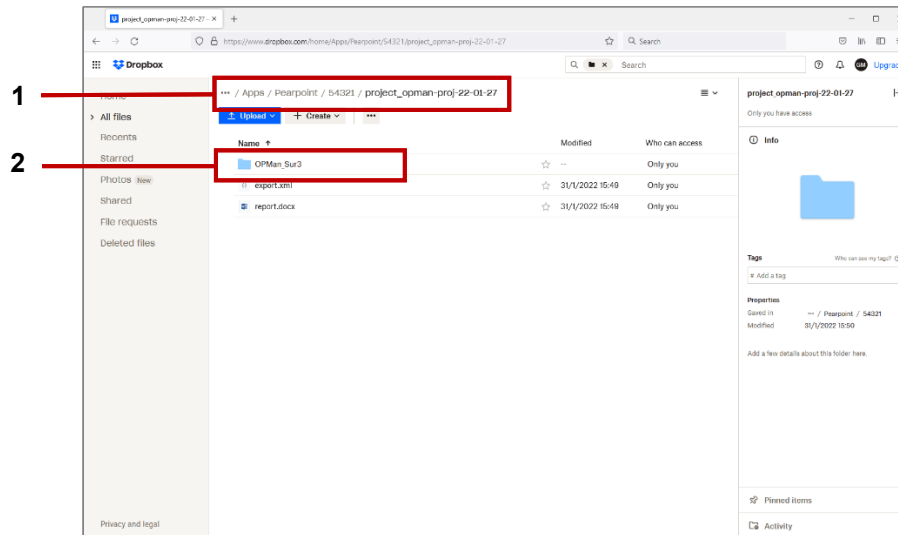 project_opman-proj-22-01-27 -
https://www.dropbox.com/home/Apps/Pearpoint/54321/project_opman-proj-22-01-27
Search
Dropbox
Search
GM
Upgrad
1
Home
··· / Apps / Pearpoint / 54321 / project_opman-proj-22-01-27
project_opman-proj-22-01-27
All files
Upload
+ Create
···
Only you have access
Recents
Name ↑
Modified
Who can access
Info
2
Starred
OPMan_Sur3
--
Only you
Photos New
export.xml
31/1/2022 15:49
Only you
Shared
report.docx
31/1/2022 15:49
Only you
File requests
Deleted files
Tags
Who can see my tags?
# Add a tag
Properties
Saved in
··· / Pearpoint / 54321
Modified
31/1/2022 15:50
Add a few details about this folder here.
Pinned items
Privacy and legal
Activity